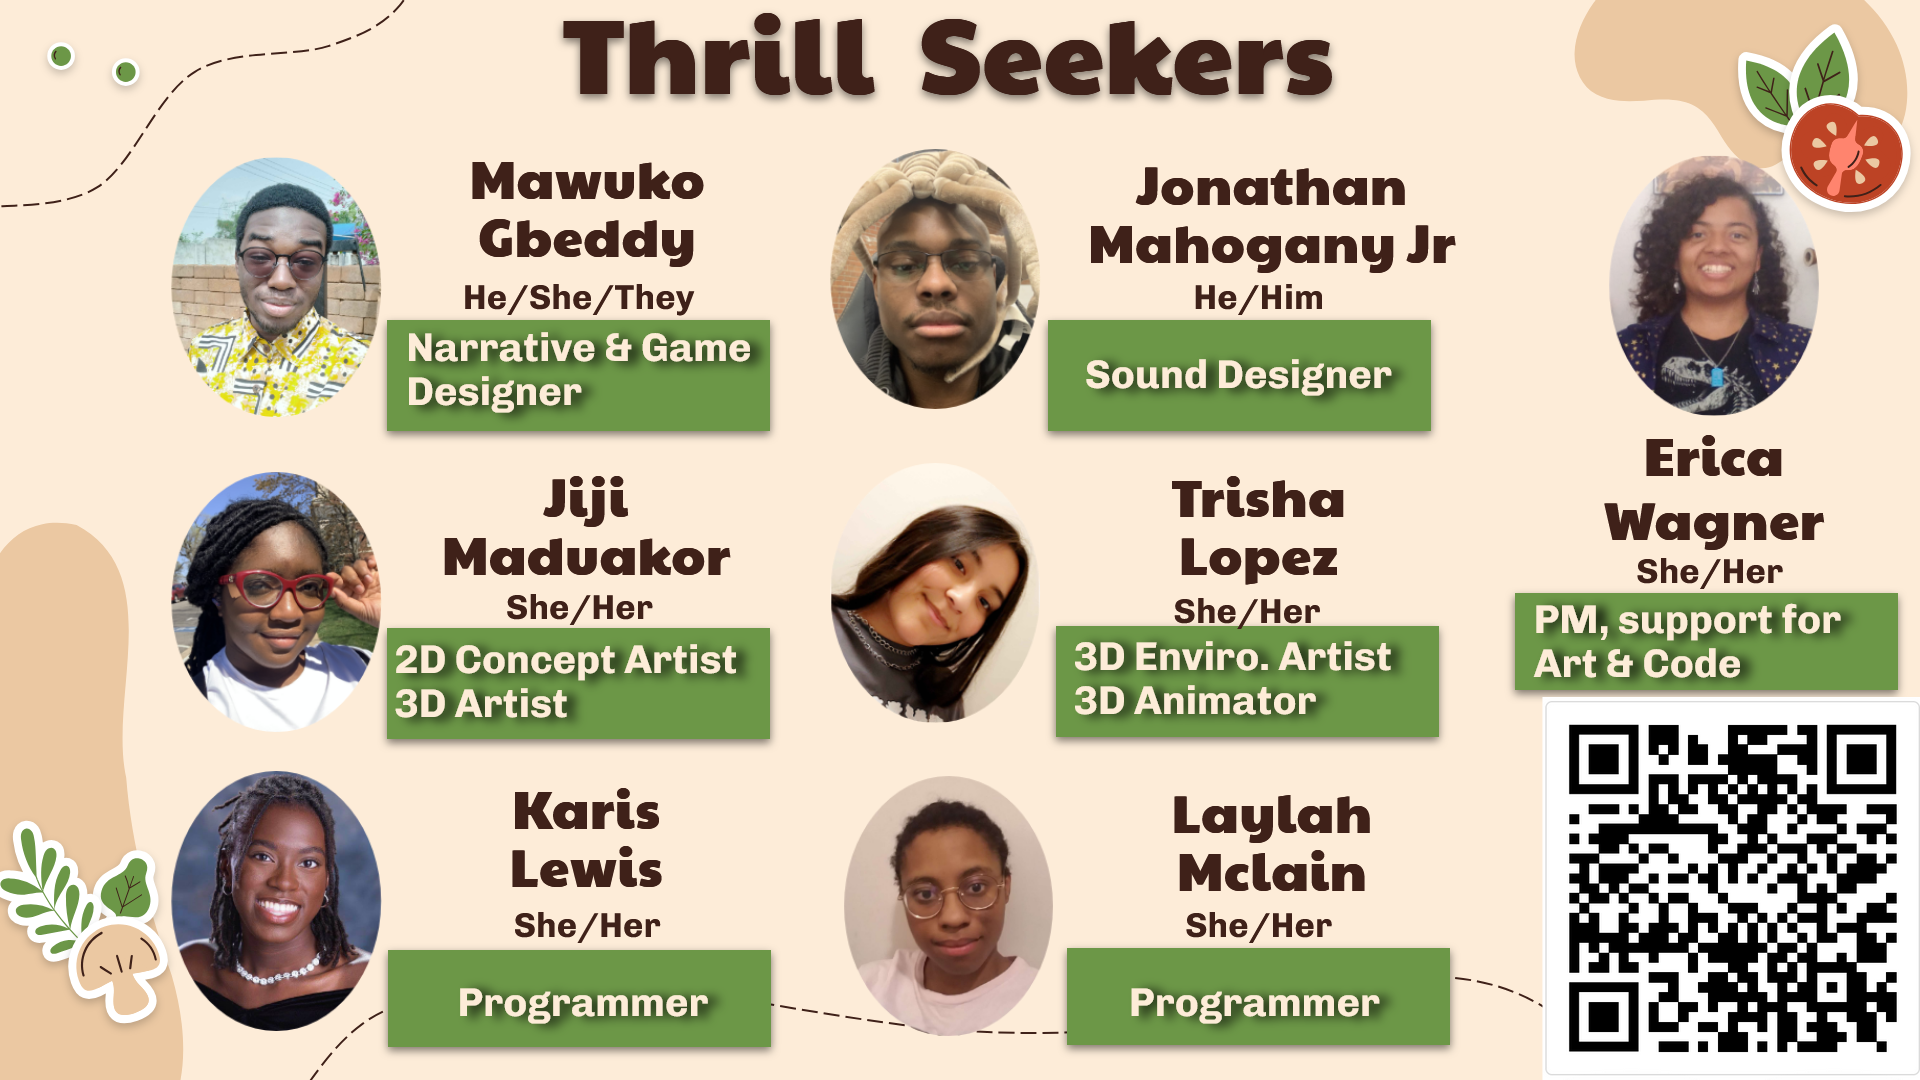 Thrill Seekers
Mawuko
Gbeddy
He/She/They
Narrative & Game
Designer
Jonathan
Mahogany Jr
He/Him
Sound Designer
Erica
Wagner
She/Her
PM, support for
Art & Code
Jiji
Maduakor
She/Her
2D Concept Artist
3D Artist
Trisha
Lopez
She/Her
3D Enviro. Artist
3D Animator
Karis
Lewis
She/Her
Programmer
Laylah
Mclain
She/Her
Programmer